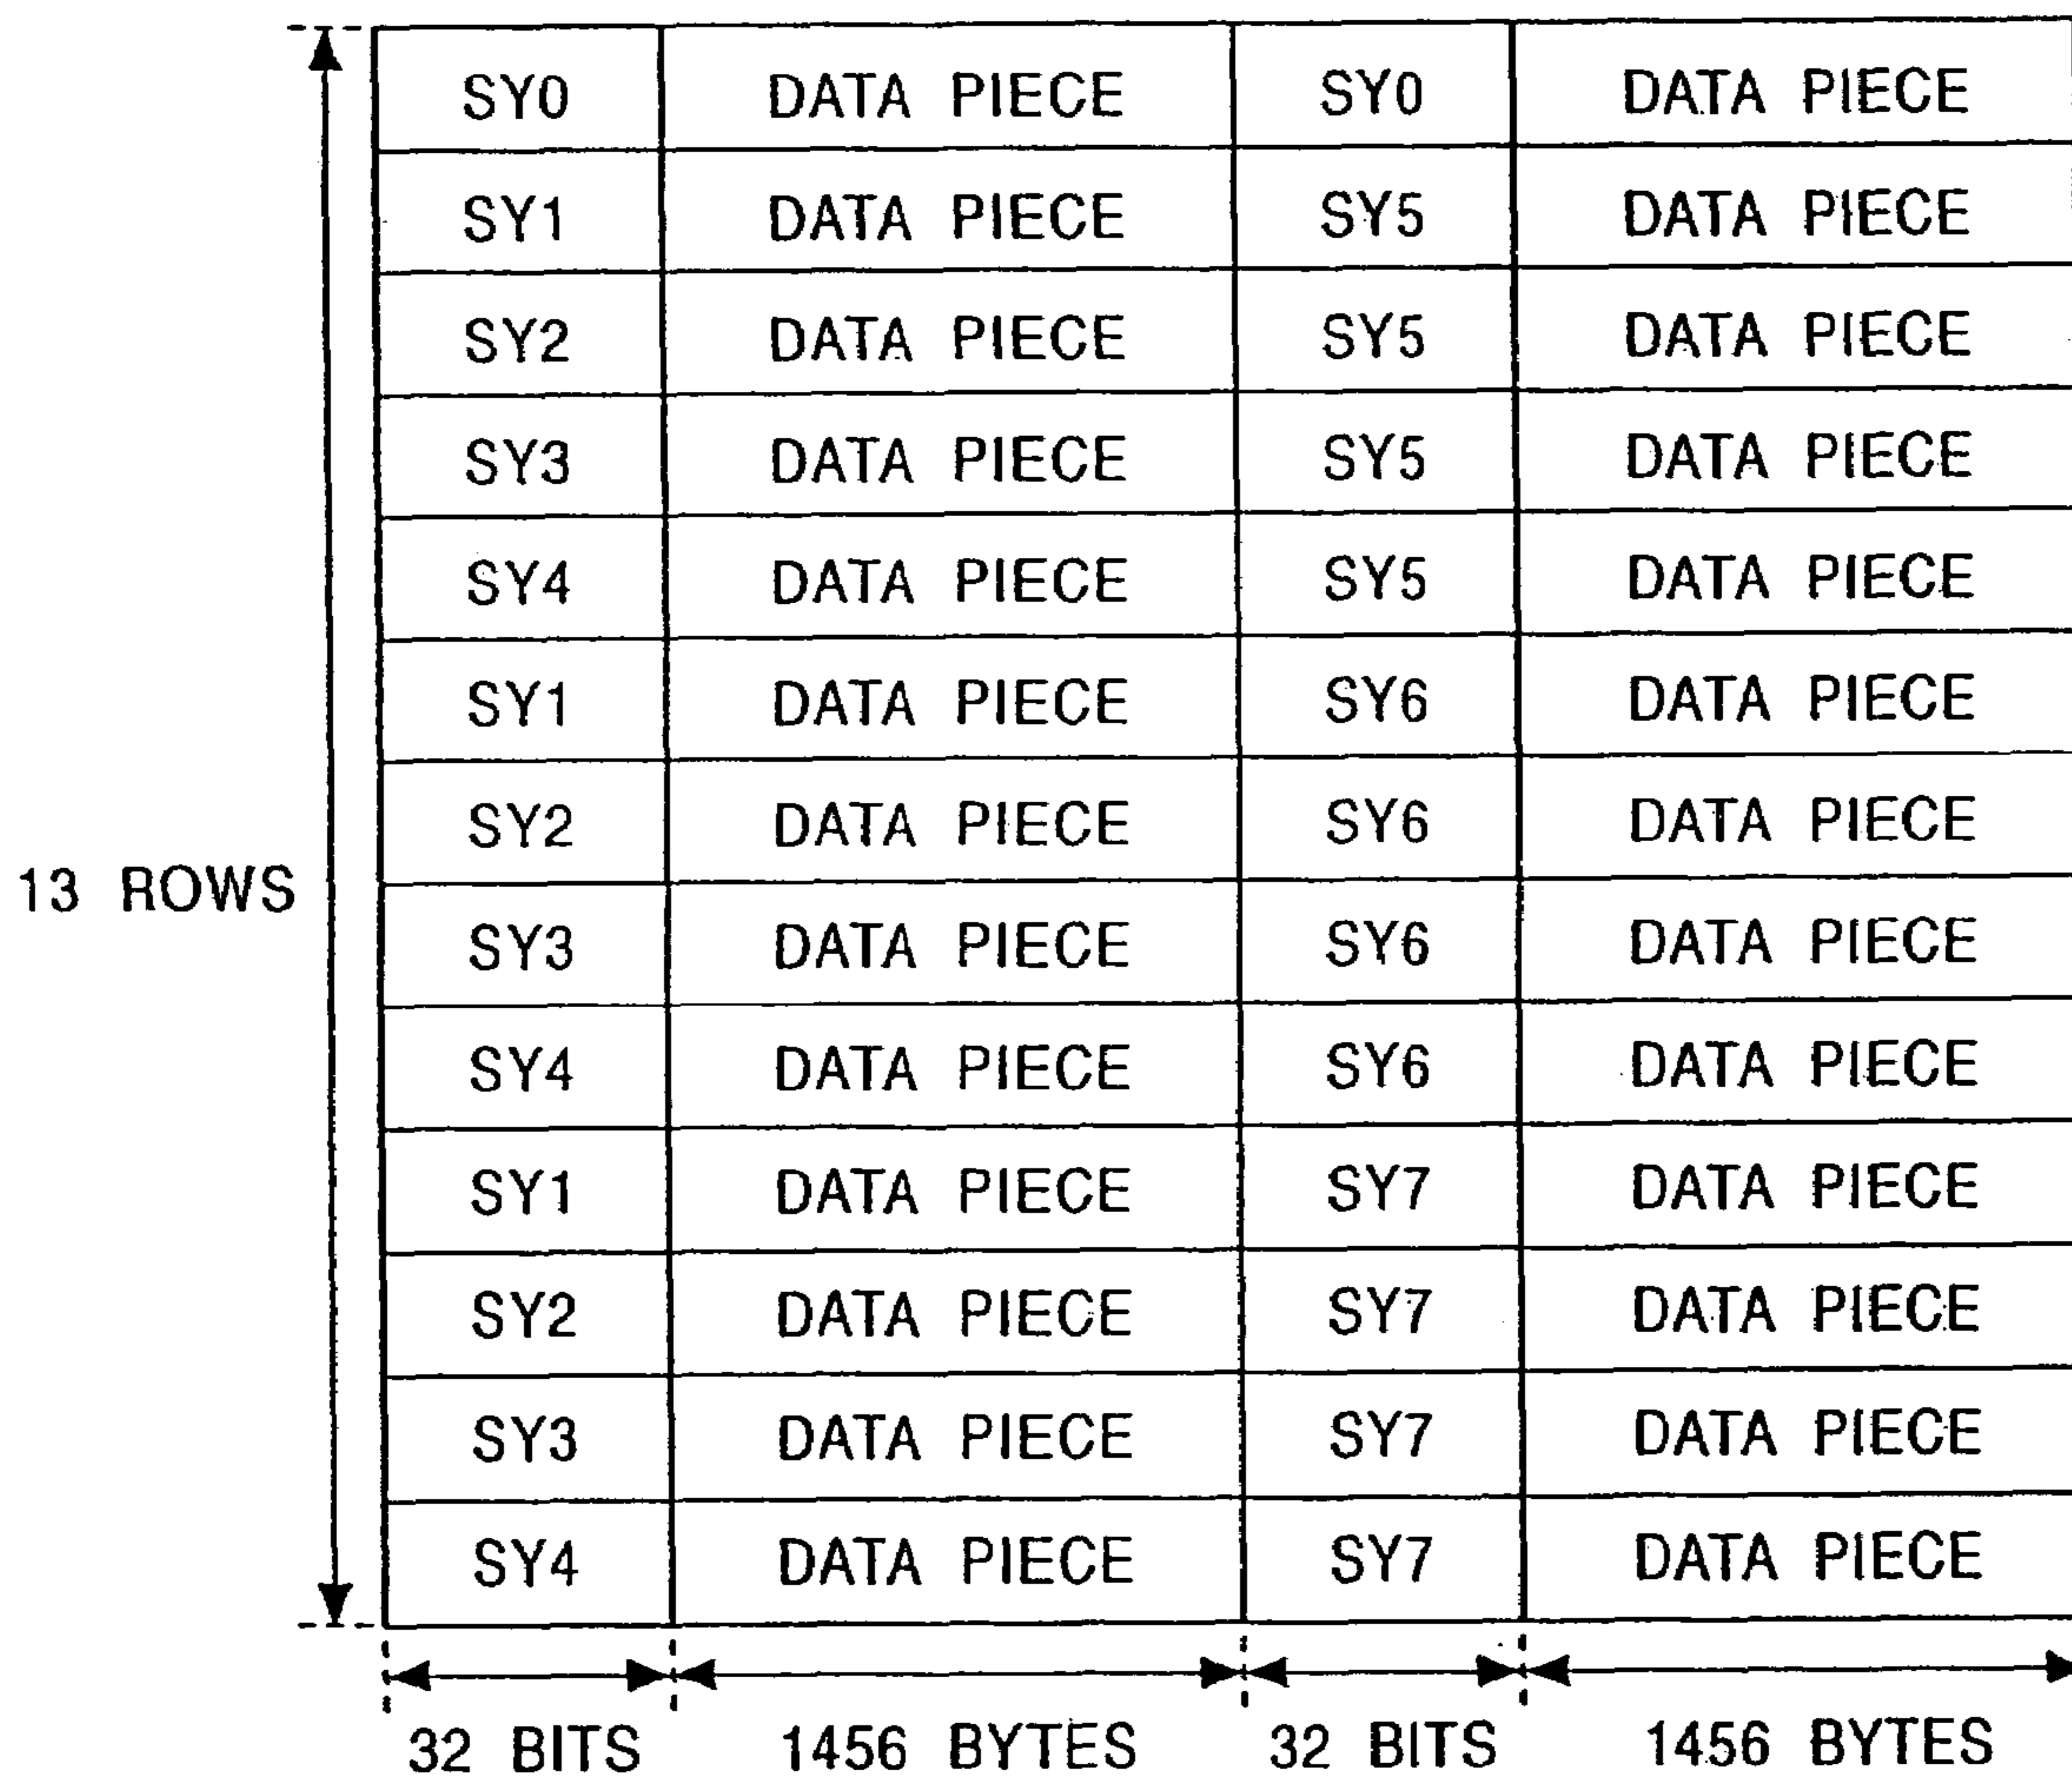 SY0 DATA PIECE SY0 DATA PIECE
SY1 DATA PIECE SY5 DATA PIECE
SY2 DATA PIECE SY5 DATA PIECE
SY3 DATA PIECE SY5 DATA PIECE
SY4 DATA PIECE SY5 DATA PIECE
SY1 DATA PIECE SY6 DATA PIECE
SY2 DATA PIECE SY6 DATA PIECE
13 ROWS
SY3 DATA PIECE SY6 DATA PIECE
SY4 DATA PIECE SY6 DATA PIECE
SY1 DATA PIECE SY7 DATA PIECE
SY2 DATA PIECE SY7 DATA PIECE
SY3 DATA PIECE SY7 DATA PIECE
SY4 DATA PIECE SY7 DATA PIECE
32 BITS 1456 BYTES 32 BITS 1456 BYTES